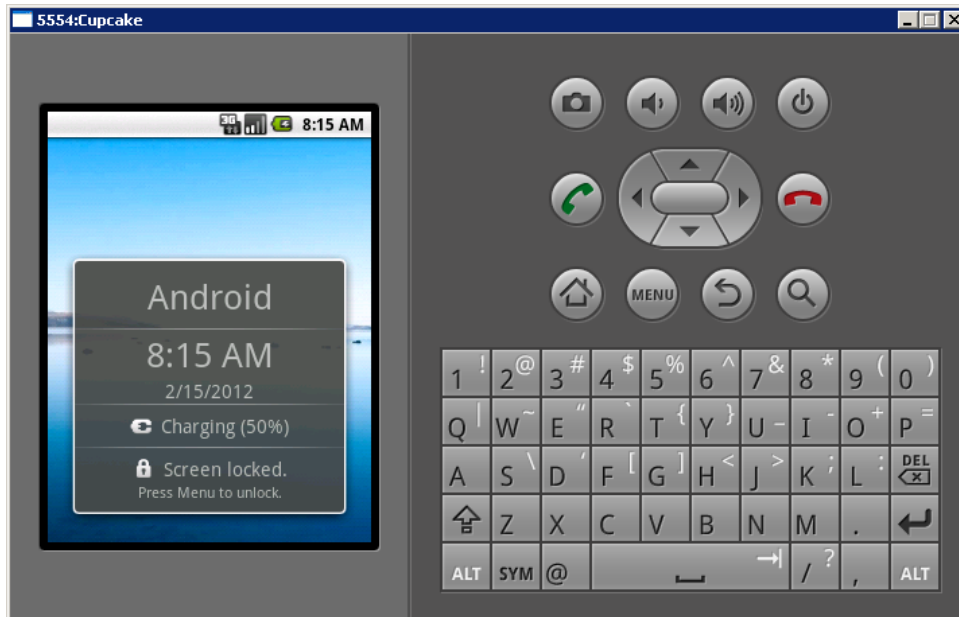 5554:Cupcake
3G 8:15 AM
Android
8:15 AM
2/15/2012
Charging (50%)
Screen locked.
Press Menu to unlock.
MENU
1 ! 2 @ 3 # 4 $ 5 % 6 ^ 7 & 8 * 9 ( 0 )
Q | W ~ E " R ` T { Y } U _ I - O + P =
A S \ D ' F [ G ] H < J > K ; L : DEL
Z X C V B N M .
ALT SYM @ / ? , ALT